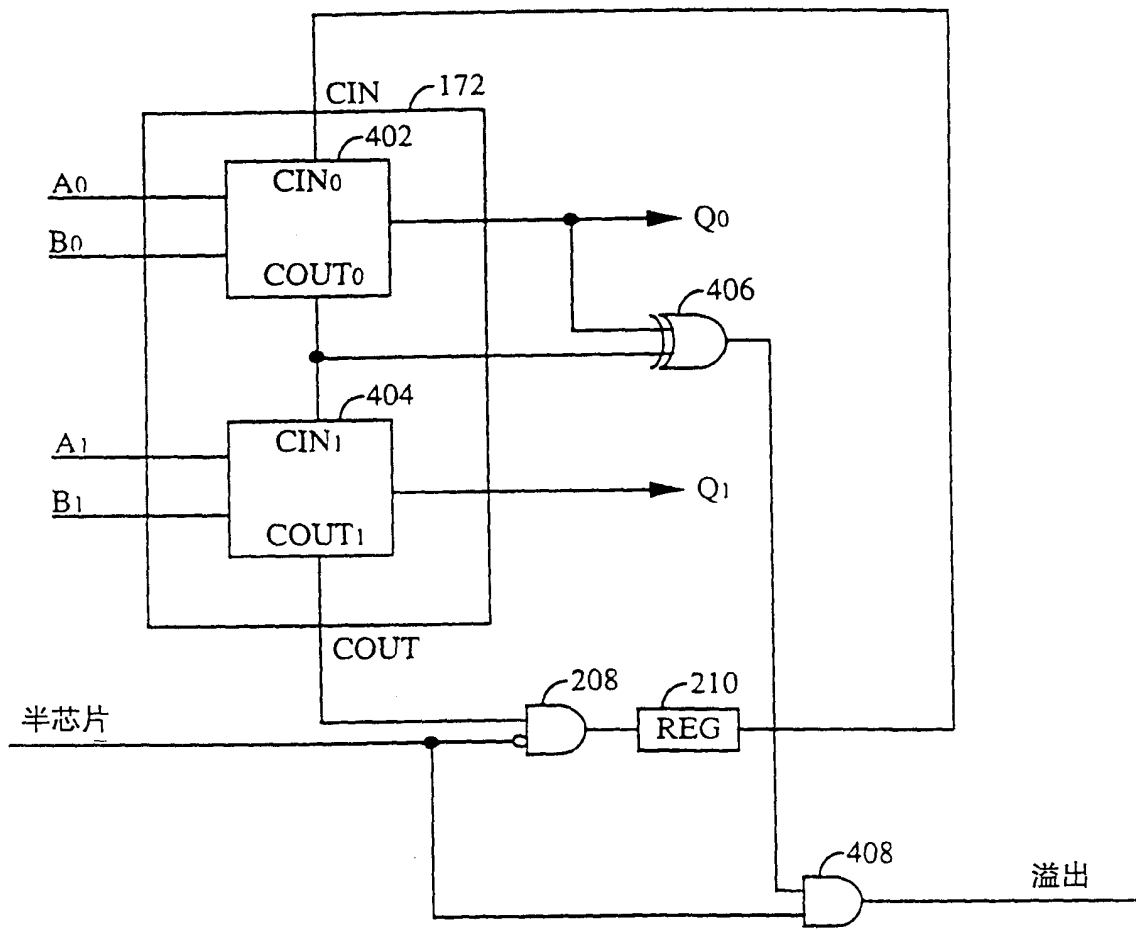 CIN
172
402
A0
CIN0
B0
Q0
COUT0
406
404
A1
CIN1
B1
Q1
COUT1
COUT
208
210
半芯片
REG
408
溢出